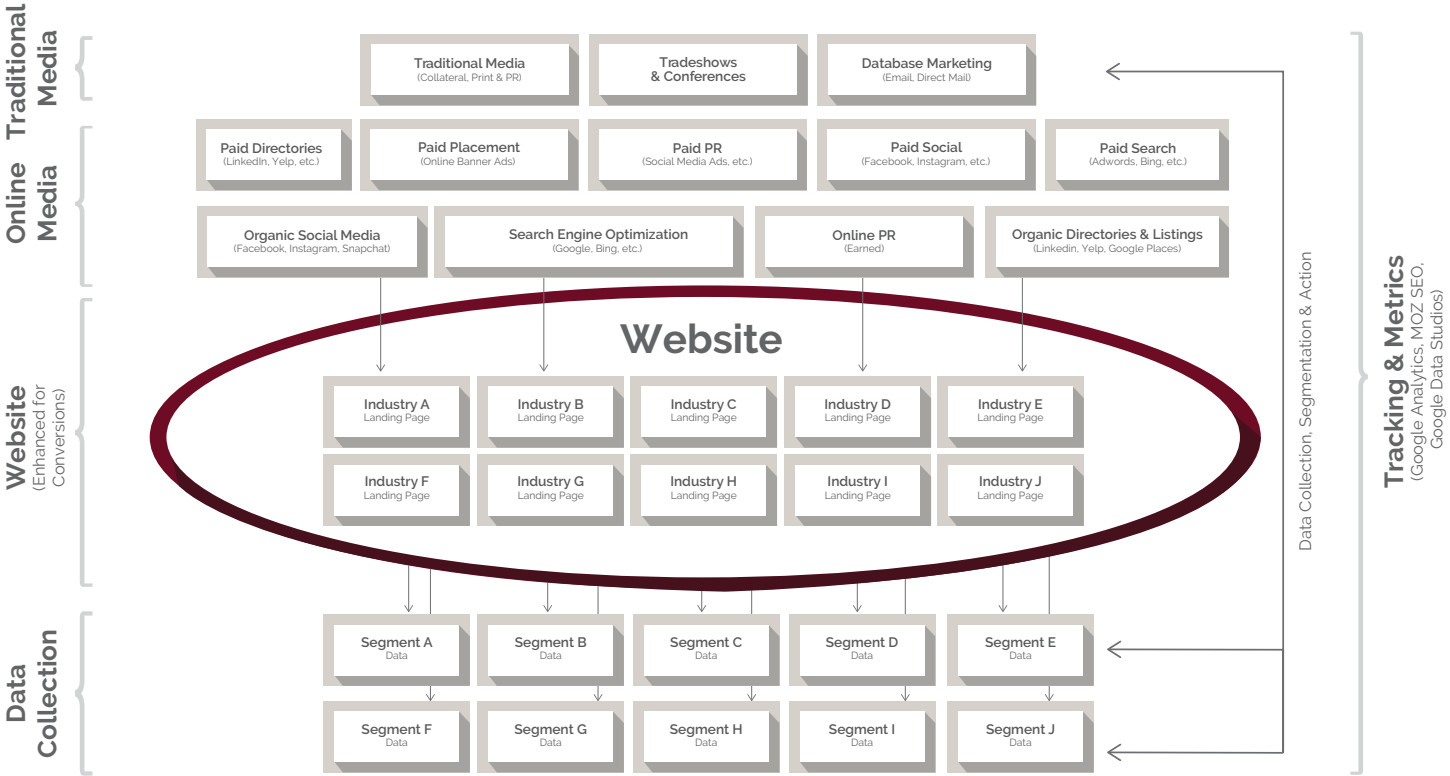 Traditional
Media
Traditional Media
(Collateral, Print & PR)
Tradeshows
& Conferences
Database Marketing
(Email, Direct Mail)
Online
Media
Paid Directories
(LinkedIn, Yelp, etc.)
Paid Placement
(Online Banner Ads)
Paid PR
(Social Media Ads, etc.)
Paid Social
(Facebook, Instagram, etc.)
Paid Search
(Adwords, Bing, etc.)
Organic Social Media
(Facebook, Instagram, Snapchat)
Search Engine Optimization
(Google, Bing, etc.)
Online PR
(Earned)
Organic Directories & Listings
(Linkedin, Yelp, Google Places)
Website
(Enhanced for
Conversions)
Website
Industry A
Landing Page
Industry B
Landing Page
Industry C
Landing Page
Industry D
Landing Page
Industry E
Landing Page
Industry F
Landing Page
Industry G
Landing Page
Industry H
Landing Page
Industry I
Landing Page
Industry J
Landing Page
Data
Collection
Segment A
Data
Segment B
Data
Segment C
Data
Segment D
Data
Segment E
Data
Segment F
Data
Segment G
Data
Segment H
Data
Segment I
Data
Segment J
Data
Data Collection, Segmentation & Action
Tracking & Metrics
(Google Analytics, MOZ SEO,
Google Data Studios)